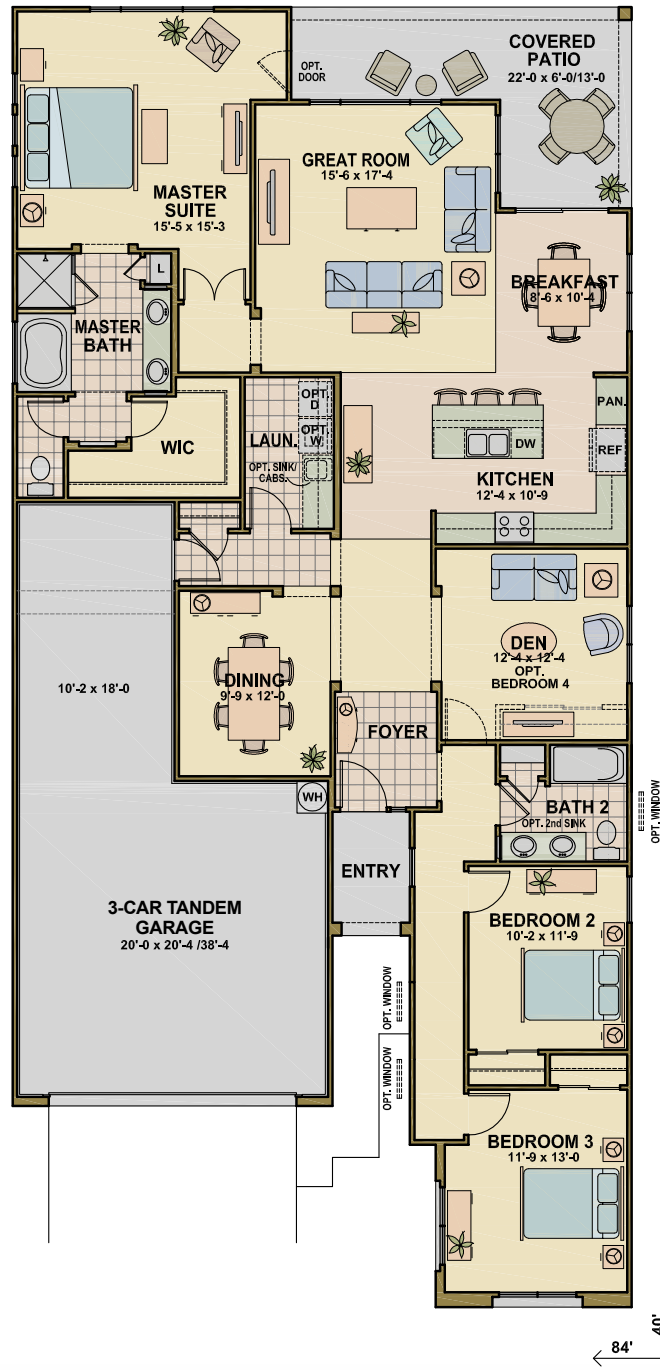 COVERED
PATIO
22'-0 x 6'-0/13'-0
OPT.
DOOR
GREAT ROOM
15'-6 x 17'-4
MASTER
SUITE
15'-5 x 15'-3
L
BREAKFAST
8'-6 x 10'-4
MASTER
BATH
OPT.
D
OPT.
W
LAUN.
OPT. SINK/
CABS.
WIC
PAN.
DW
REF
KITCHEN
12'-4 x 10'-9
DEN
12'-4 x 12'-4
OPT.
BEDROOM 4
10'-2 x 18'-0
DINING
9'-9 x 12'-0
FOYER
WH
BATH 2
OPT. 2nd SINK
OPT. WINDOW
ENTRY
3-CAR TANDEM
GARAGE
20'-0 x 20'-4 /38'-4
BEDROOM 2
10'-2 x 11'-9
OPT. WINDOW
OPT. WINDOW
BEDROOM 3
11'-9 x 13'-0
40'
84'